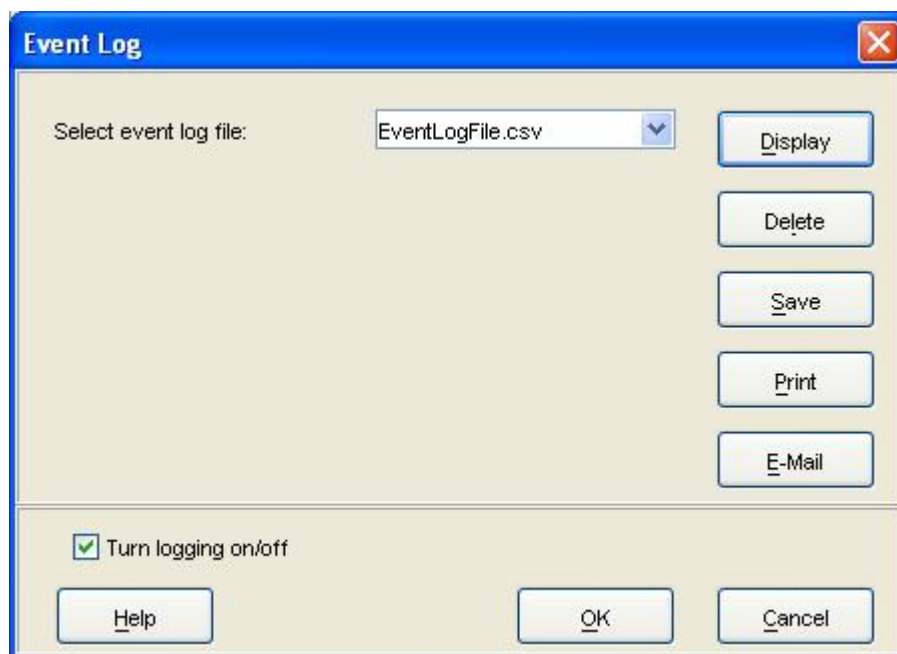 Event Log
Select event log file: EventLogFile.csv
Display
Delete
Save
Print
E-Mail
Turn logging on/off
Help OK Cancel